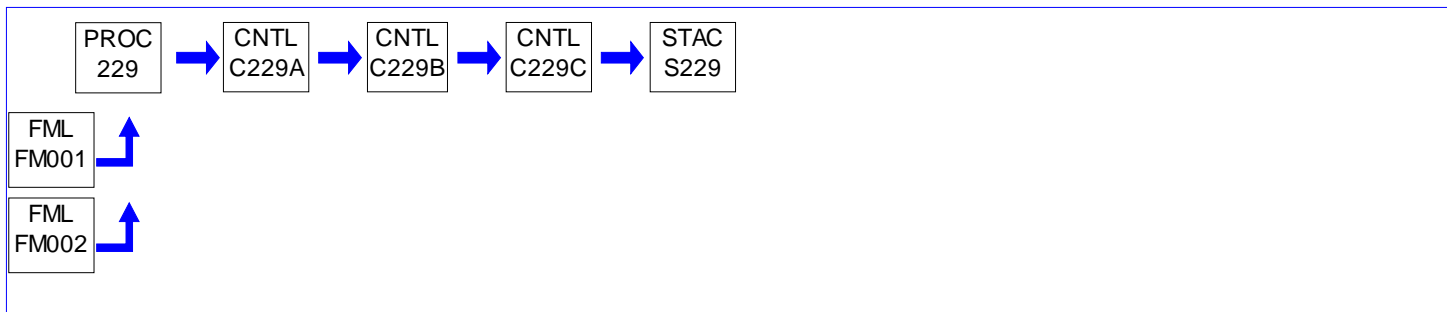 PROC
229
CNTL
C229A
CNTL
C229B
CNTL
C229C
STAC
S229
FML
FM001
FML
FM002